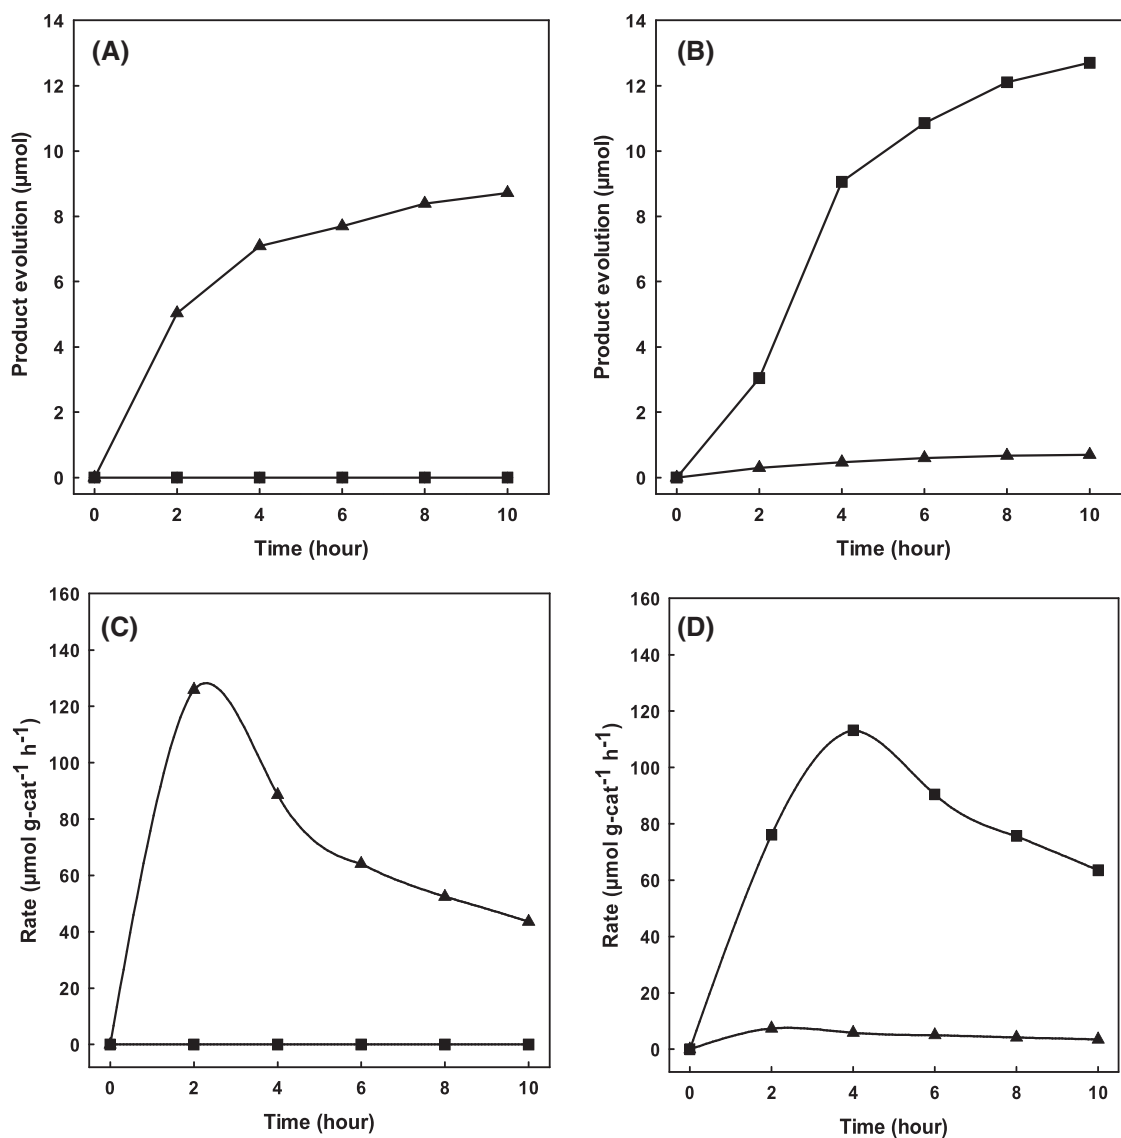 (A)
Product evolution (µmol)
14
12
10
8
6
4
2
0
0 2 4 6 8 10
Time (hour)
(B)
Product evolution (µmol)
14
12
10
8
6
4
2
0
0 2 4 6 8 10
Time (hour)
(C)
Rate (µmol g-cat⁻¹ h⁻¹)
160
140
120
100
80
60
40
20
0
0 2 4 6 8 10
Time (hour)
(D)
Rate (µmol g-cat⁻¹ h⁻¹)
160
140
120
100
80
60
40
20
0
0 2 4 6 8 10
Time (hour)